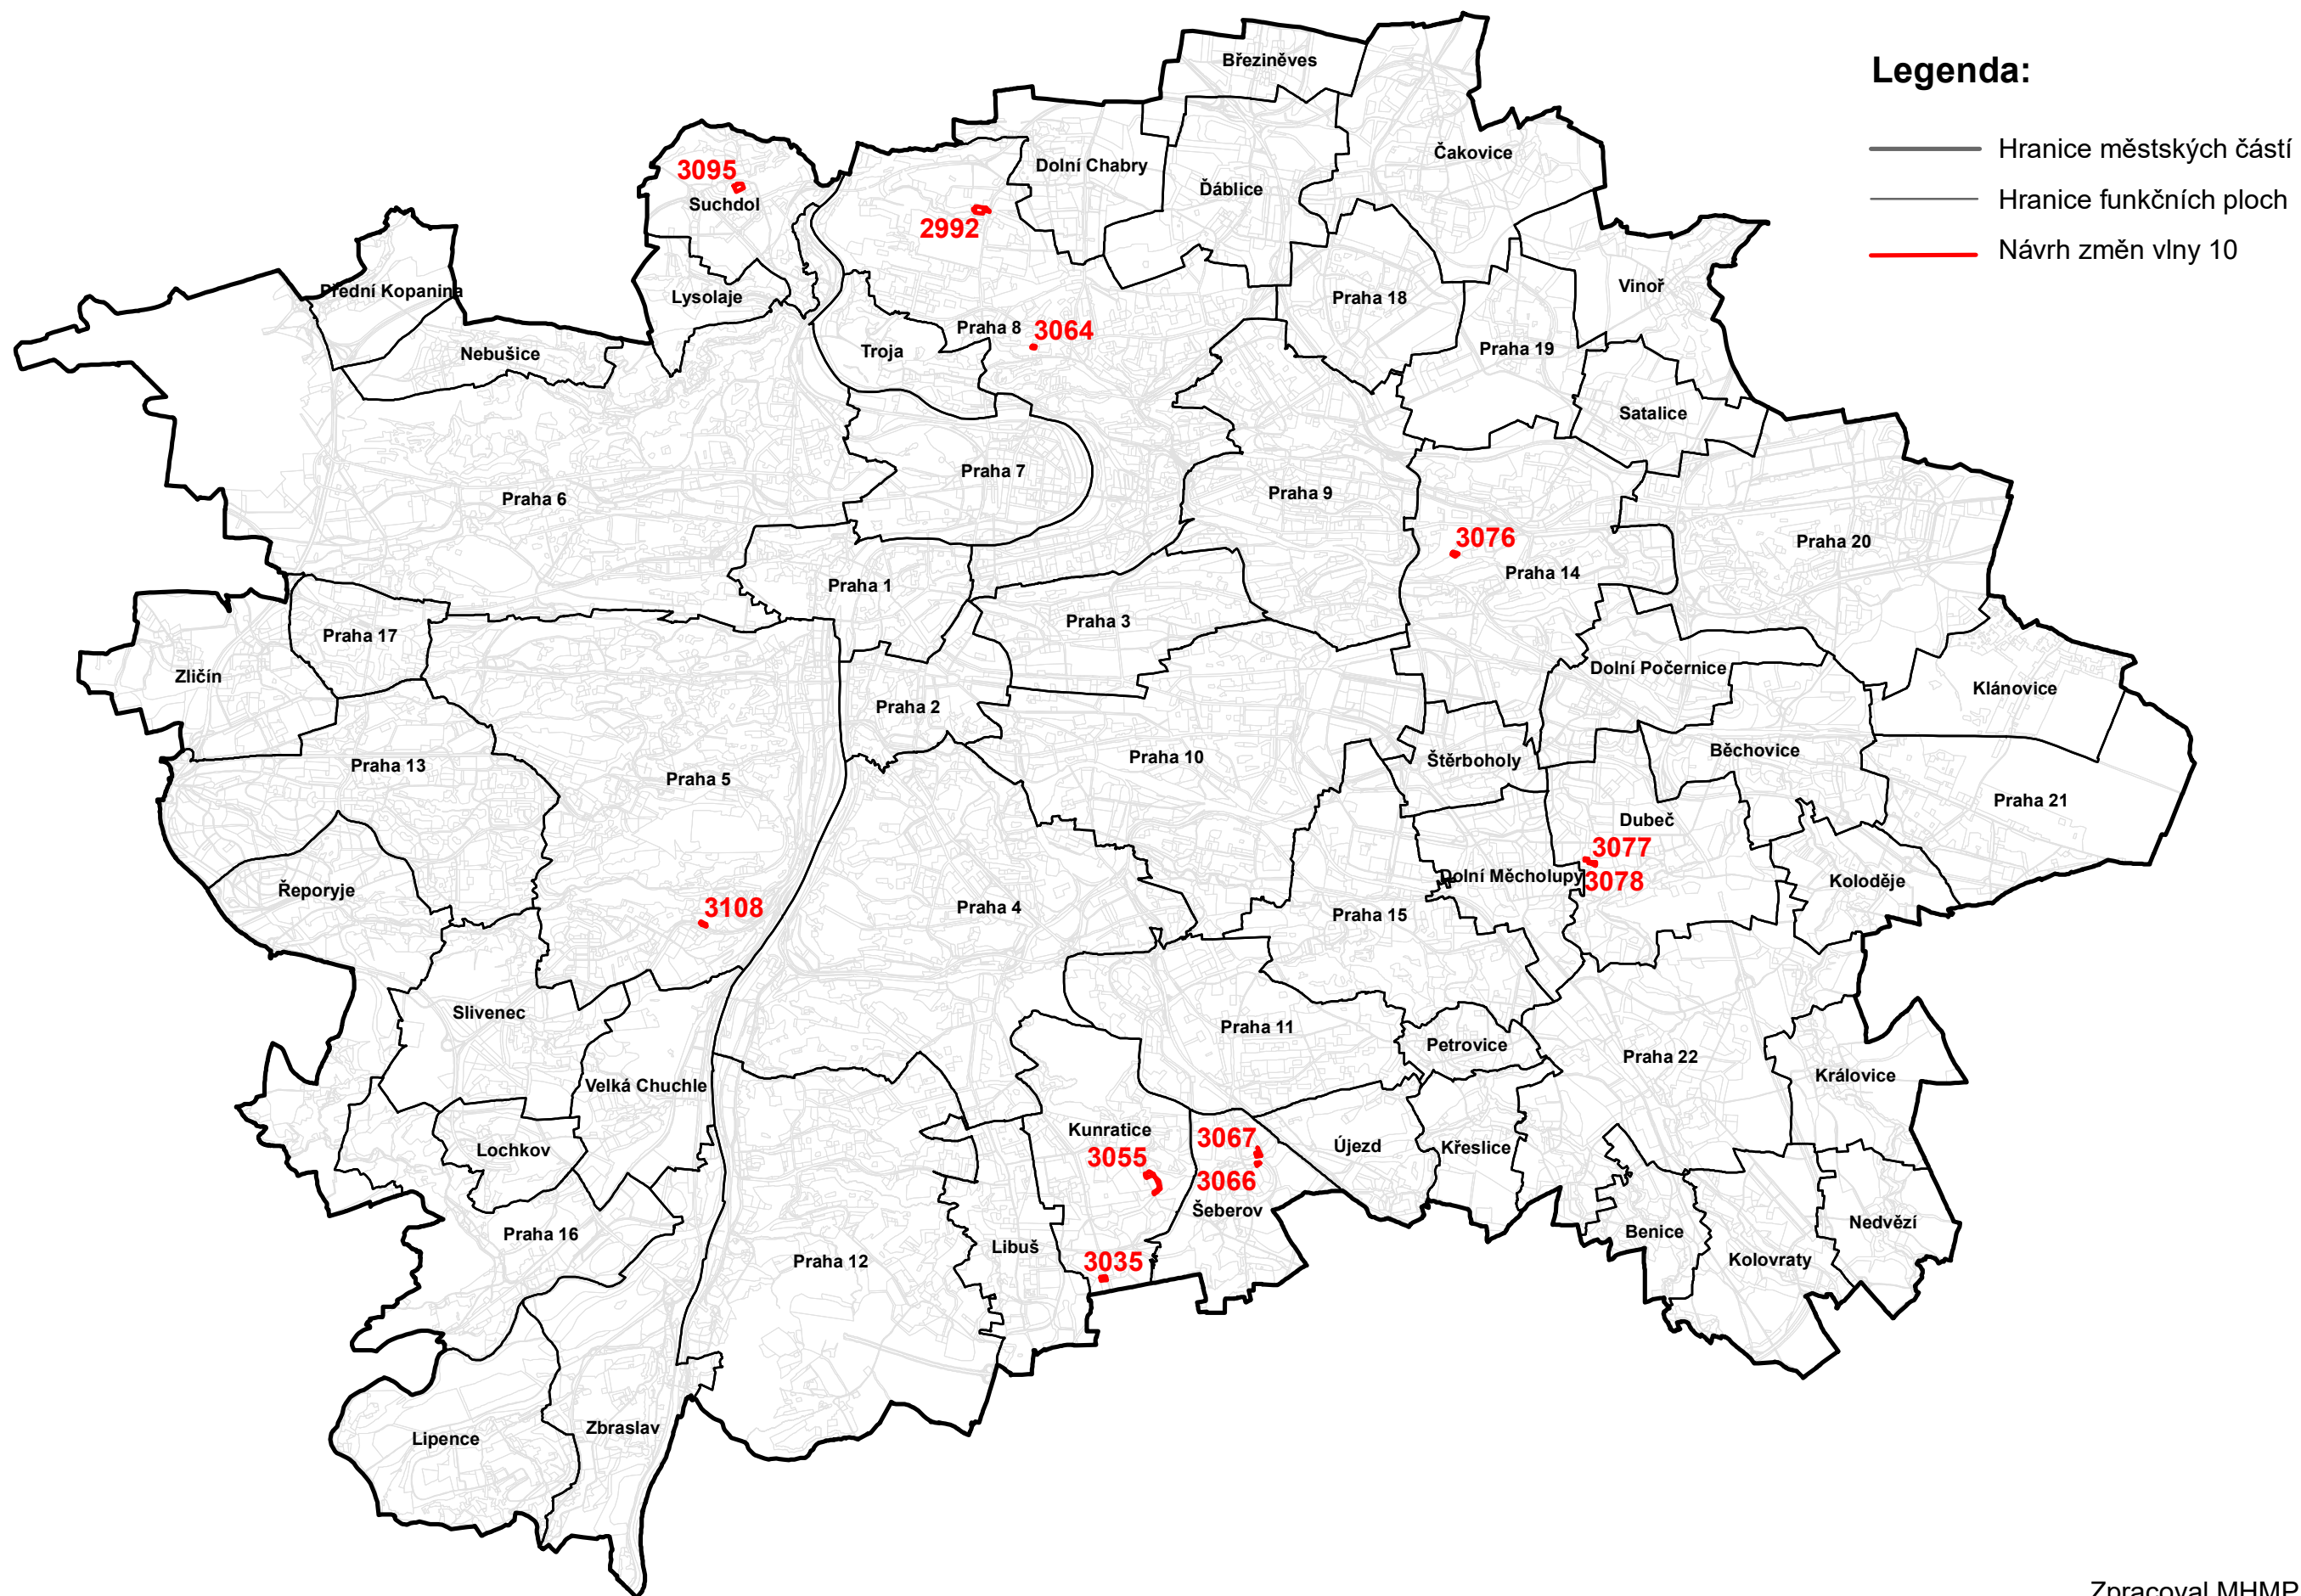 Legenda:
Hranice městských částí
Hranice funkčních ploch
Návrh změn vlny 10
Březiněves
Čakovice
Dolní Chabry
Ďáblice
3095
Suchdol
2992
Vinoř
Přední Kopanina
Lysolaje
Praha 18
Praha 8
3064
Troja
Nebušice
Praha 19
Satalice
Praha 7
Praha 6
Praha 9
3076
Praha 14
Praha 20
Praha 1
Praha 3
Praha 17
Zličín
Dolní Počernice
Klánovice
Praha 2
Praha 13
Praha 5
Praha 10
Štěrboholy
Běchovice
Praha 21
Dubeč
3077
3078
Dolní Měcholupy
Koloděje
Řeporyje
3108
Praha 4
Praha 15
Slivenec
Praha 11
Petrovice
Praha 22
Královice
Velká Chuchle
Kunratice
3067
3055
3066
Šeberov
Újezd
Křeslice
Lochkov
Praha 16
Libuš
Praha 12
3035
Benice
Kolovraty
Nedvězí
Lipence
Zbraslav
Zpracoval MHMP